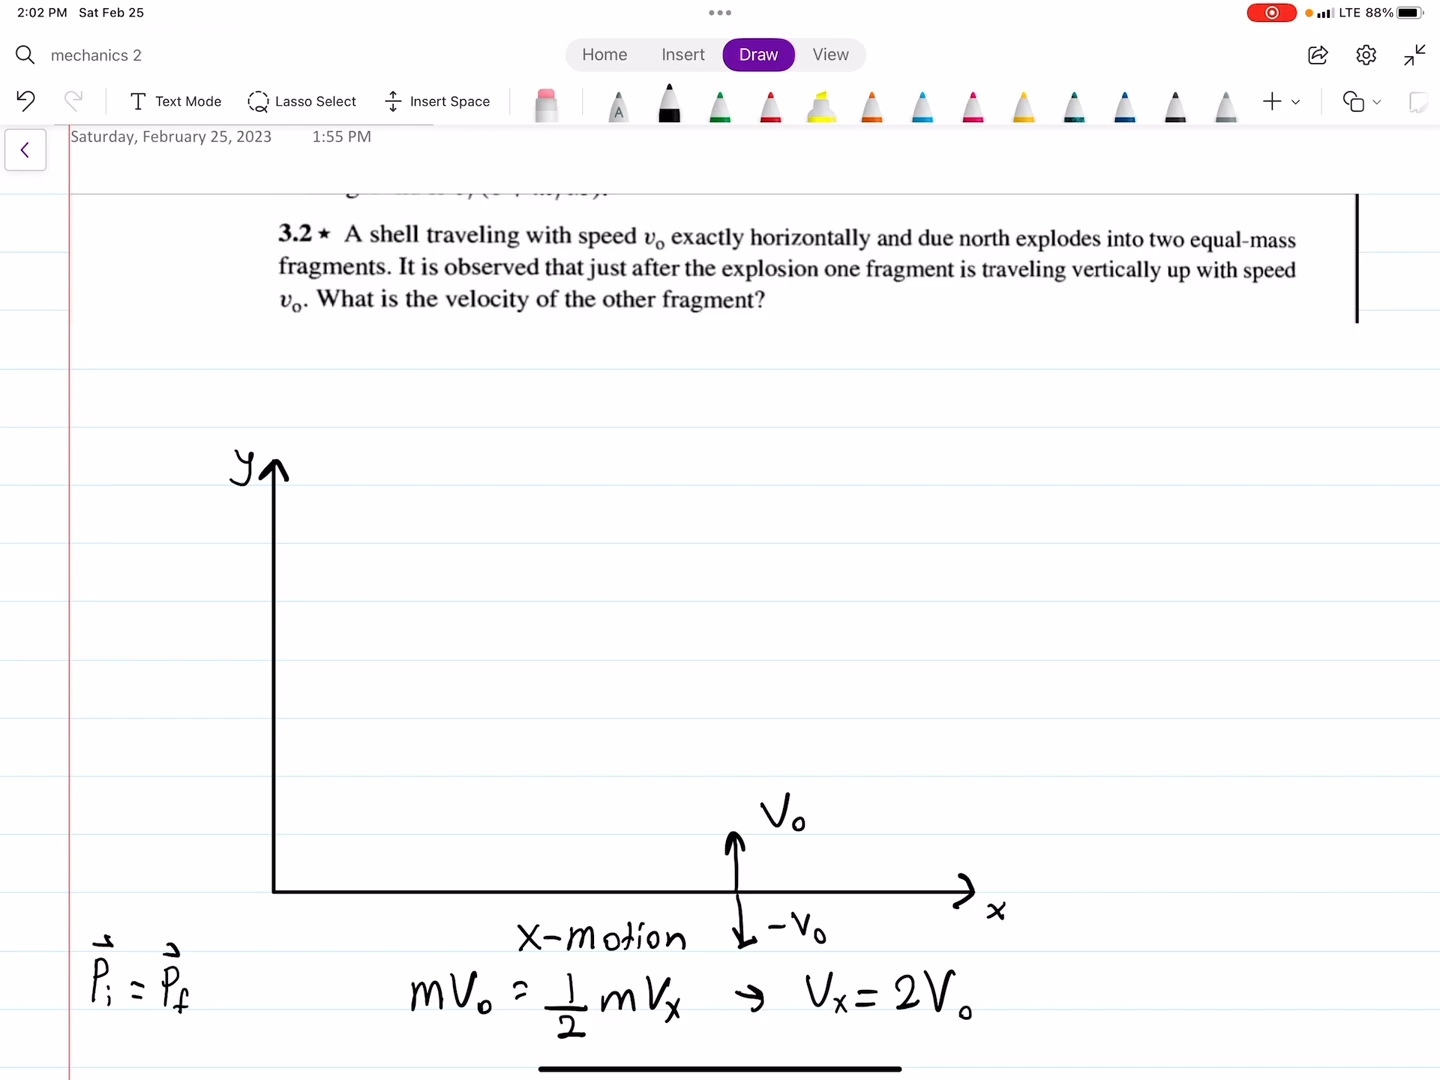 2:02 PM Sat Feb 25
LTE 88%
mechanics 2
Home Insert Draw View
Text Mode Lasso Select Insert Space
Saturday, February 25, 2023 1:55 PM
3.2 ★ A shell traveling with speed v₀ exactly horizontally and due north explodes into two equal-mass
fragments. It is observed that just after the explosion one fragment is traveling vertically up with speed
v₀. What is the velocity of the other fragment?
y
V₀
x
-V₀
X-motion
P⃗ᵢ = P⃗f
mV₀ = 1/2 mVₓ → Vₓ = 2V₀